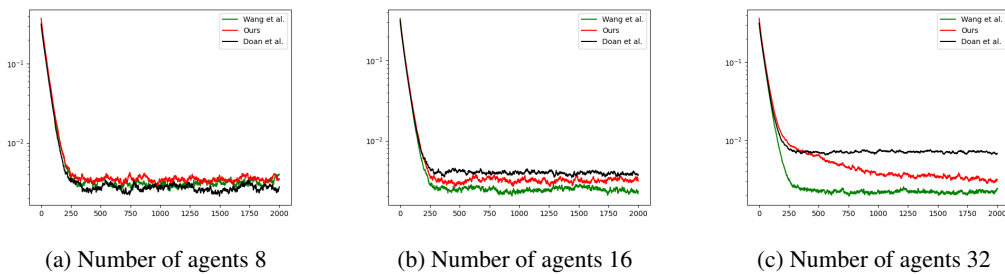 Wang et al.
Ours
Doan et al.
10⁻¹
10⁻²
0 250 500 750 1000 1250 1500 1750 2000
(a) Number of agents 8
Wang et al.
Ours
Doan et al.
10⁻¹
10⁻²
0 250 500 750 1000 1250 1500 1750 2000
(b) Number of agents 16
Wang et al.
Ours
Doan et al.
10⁻¹
10⁻²
0 250 500 750 1000 1250 1500 1750 2000
(c) Number of agents 32